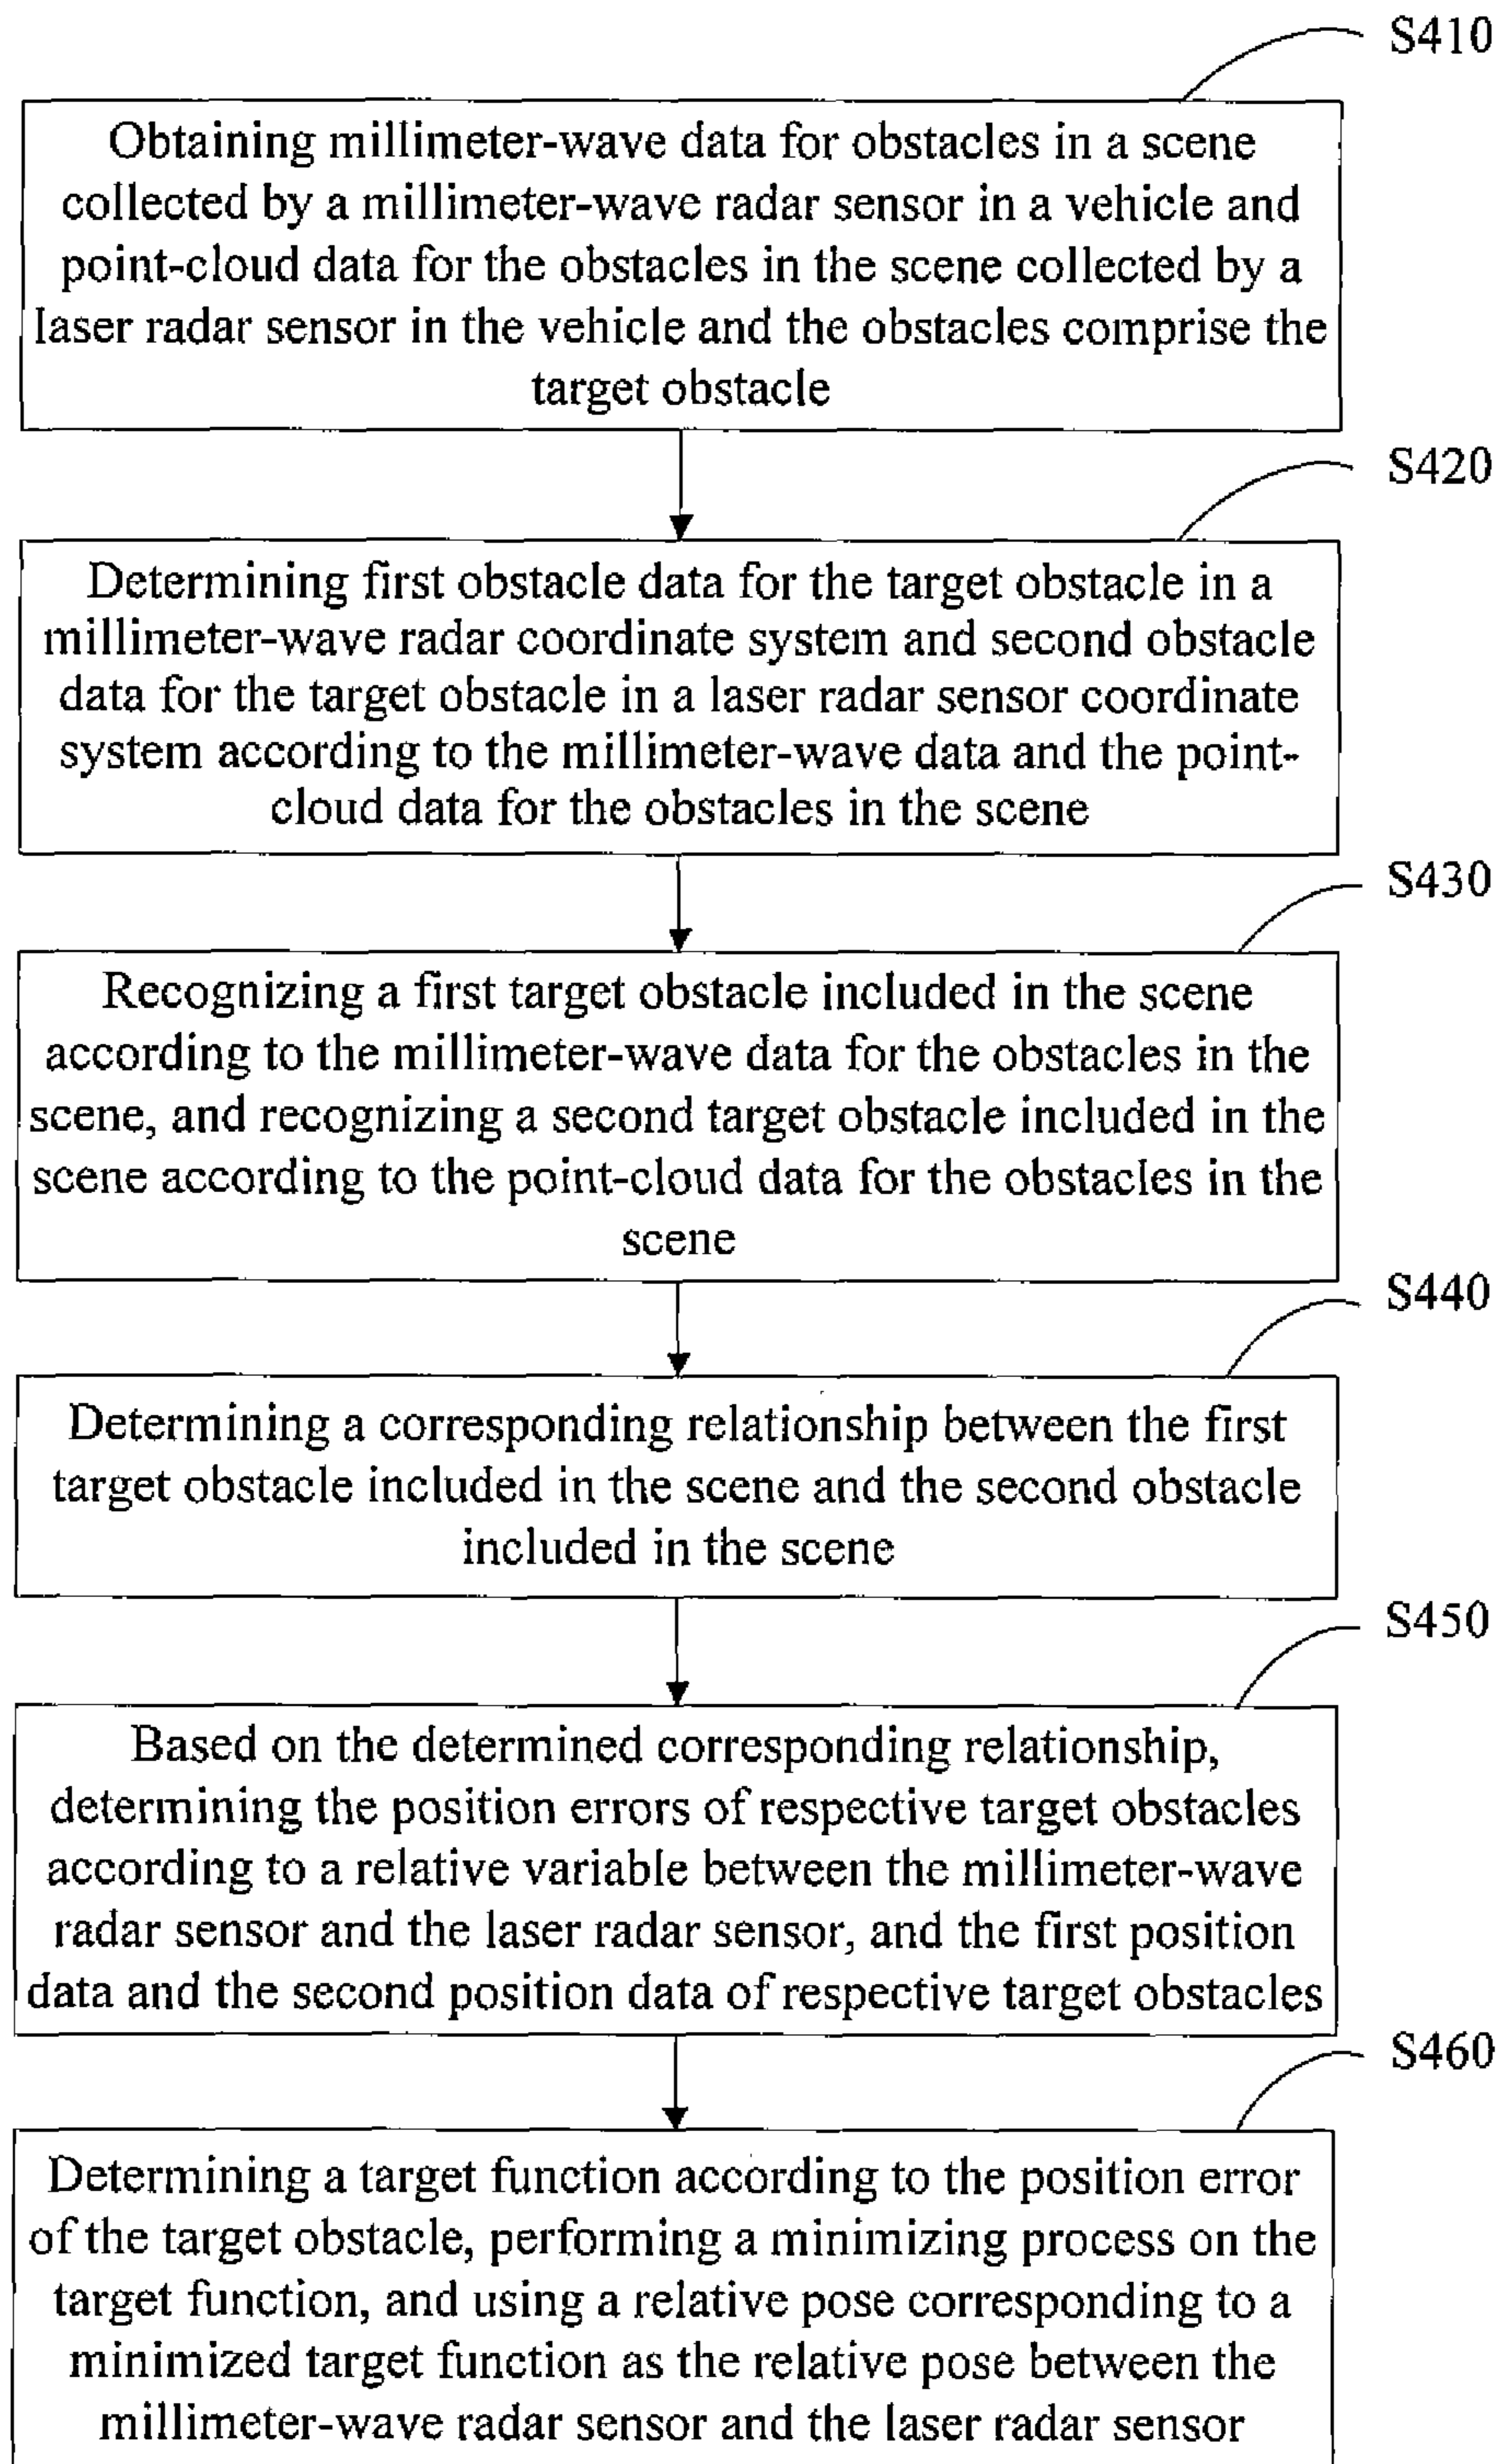 S410
Obtaining millimeter-wave data for obstacles in a scene
collected by a millimeter-wave radar sensor in a vehicle and
point-cloud data for the obstacles in the scene collected by a
laser radar sensor in the vehicle and the obstacles comprise the
target obstacle
S420
Determining first obstacle data for the target obstacle in a
millimeter-wave radar coordinate system and second obstacle
data for the target obstacle in a laser radar sensor coordinate
system according to the millimeter-wave data and the point-
cloud data for the obstacles in the scene
S430
Recognizing a first target obstacle included in the scene
according to the millimeter-wave data for the obstacles in the
scene, and recognizing a second target obstacle included in the
scene according to the point-cloud data for the obstacles in the
scene
S440
Determining a corresponding relationship between the first
target obstacle included in the scene and the second obstacle
included in the scene
S450
Based on the determined corresponding relationship,
determining the position errors of respective target obstacles
according to a relative variable between the millimeter-wave
radar sensor and the laser radar sensor, and the first position
data and the second position data of respective target obstacles
S460
Determining a target function according to the position error
of the target obstacle, performing a minimizing process on the
target function, and using a relative pose corresponding to a
minimized target function as the relative pose between the
millimeter-wave radar sensor and the laser radar sensor